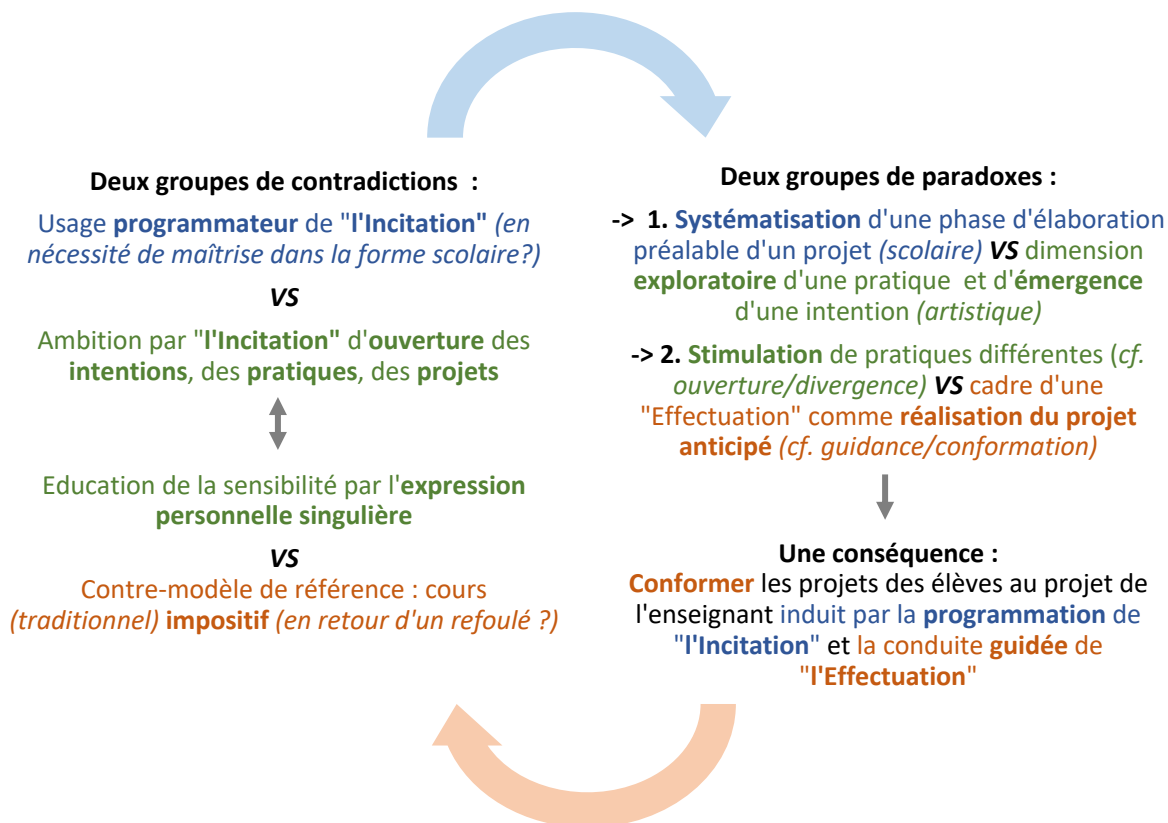 Deux groupes de contradictions :
Usage programmateur de "l'Incitation" (en
nécessité de maîtrise dans la forme scolaire?)
VS
Ambition par "l'Incitation" d'ouverture des
intentions, des pratiques, des projets
Education de la sensibilité par l'expression
personnelle singulière
VS
Contre-modèle de référence : cours
(traditionnel) impositif (en retour d'un refoulé ?)
Deux groupes de paradoxes :
-> 1. Systématisation d'une phase d'élaboration
préalable d'un projet (scolaire) VS dimension
exploratoire d'une pratique et d'émergence
d'une intention (artistique)
-> 2. Stimulation de pratiques différentes (cf.
ouverture/divergence) VS cadre d'une
"Effectuation" comme réalisation du projet
anticipé (cf. guidance/conformation)
Une conséquence :
Conformer les projets des élèves au projet de
l'enseignant induit par la programmation de
"l'Incitation" et la conduite guidée de
"l'Effectuation"